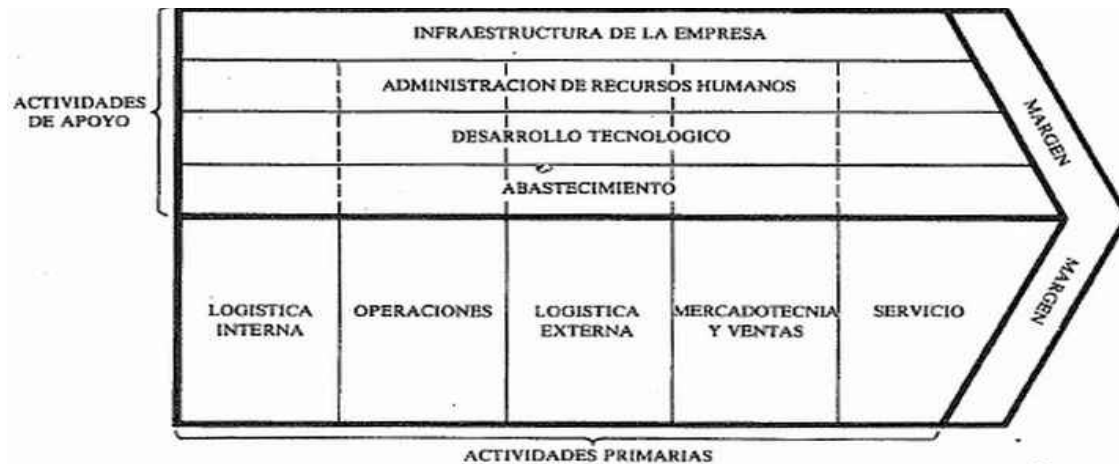 INFRAESTRUCTURA DE LA EMPRESA
ADMINISTRACION DE RECURSOS HUMANOS
ACTIVIDADES
DE APOYO
DESARROLLO TECNOLOGICO
ABASTECIMIENTO
MARGEN
LOGISTICA
INTERNA
OPERACIONES
LOGISTICA
EXTERNA
MERCADOTECNIA
Y VENTAS
SERVICIO
MARGEN
ACTIVIDADES PRIMARIAS